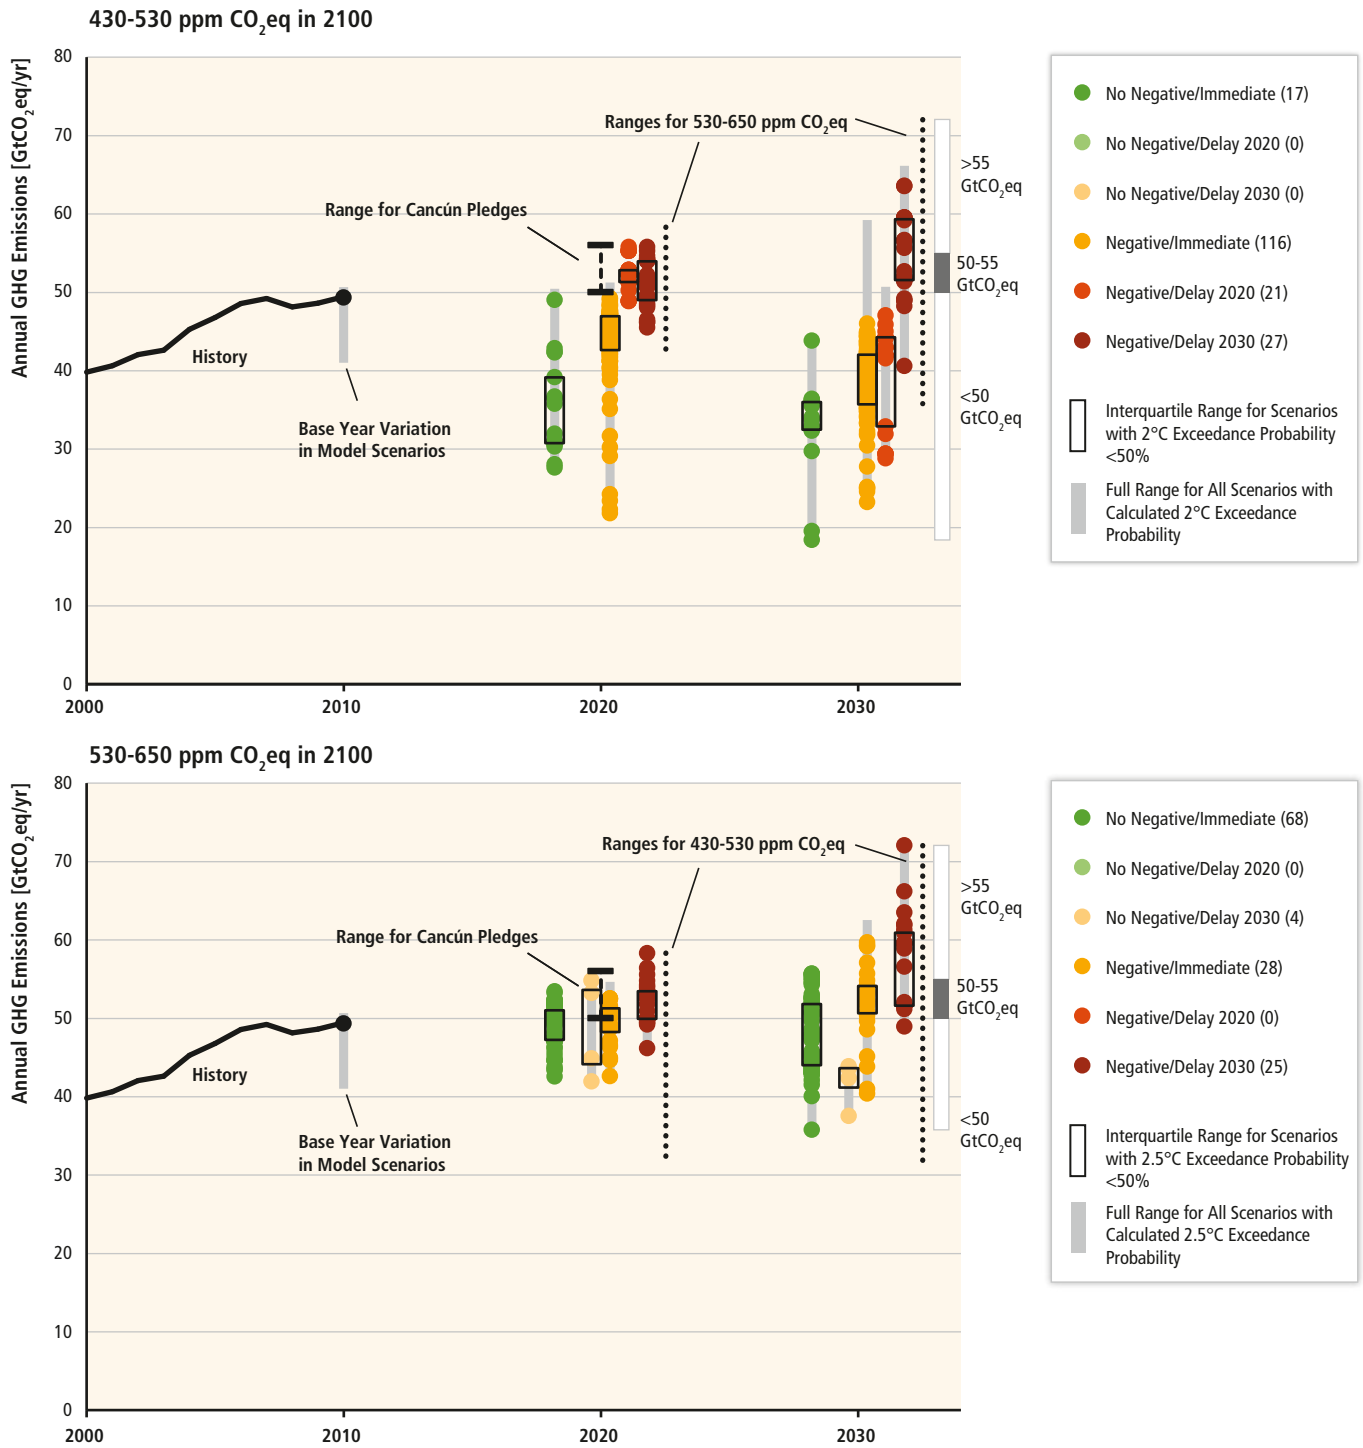 430-530 ppm CO2eq in 2100
Annual GHG Emissions [GtCO2eq/yr]
80
70
60
50
40
30
20
10
0
2000
2010
2020
2030
Ranges for 530-650 ppm CO2eq
Range for Cancún Pledges
History
Base Year Variation
in Model Scenarios
>55
GtCO2eq
50-55
GtCO2eq
<50
GtCO2eq
No Negative/Immediate (17)
No Negative/Delay 2020 (0)
No Negative/Delay 2030 (0)
Negative/Immediate (116)
Negative/Delay 2020 (21)
Negative/Delay 2030 (27)
Interquartile Range for Scenarios
with 2°C Exceedance Probability
<50%
Full Range for All Scenarios with
Calculated 2°C Exceedance
Probability
530-650 ppm CO2eq in 2100
Annual GHG Emissions [GtCO2eq/yr]
80
70
60
50
40
30
20
10
0
2000
2010
2020
2030
Ranges for 430-530 ppm CO2eq
Range for Cancún Pledges
History
Base Year Variation
in Model Scenarios
>55
GtCO2eq
50-55
GtCO2eq
<50
GtCO2eq
No Negative/Immediate (68)
No Negative/Delay 2020 (0)
No Negative/Delay 2030 (4)
Negative/Immediate (28)
Negative/Delay 2020 (0)
Negative/Delay 2030 (25)
Interquartile Range for Scenarios
with 2.5°C Exceedance Probability
<50%
Full Range for All Scenarios with
Calculated 2.5°C Exceedance
Probability